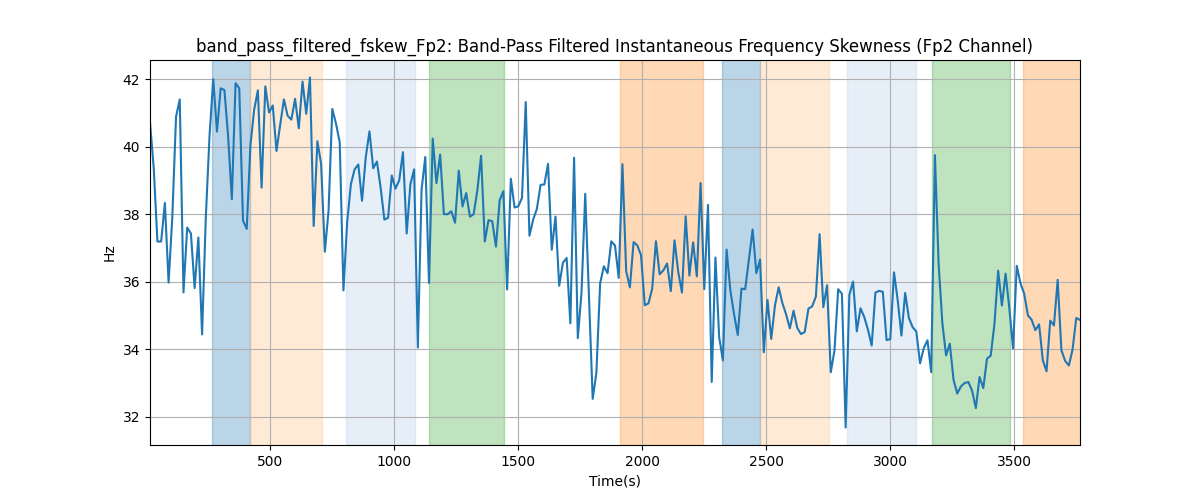 band_pass_filtered_fskew_Fp2: Band-Pass Filtered Instantaneous Frequency Skewness (Fp2 Channel)
42
40
38
36
34
32
Hz
500 1000 1500 2000 2500 3000 3500
Time(s)